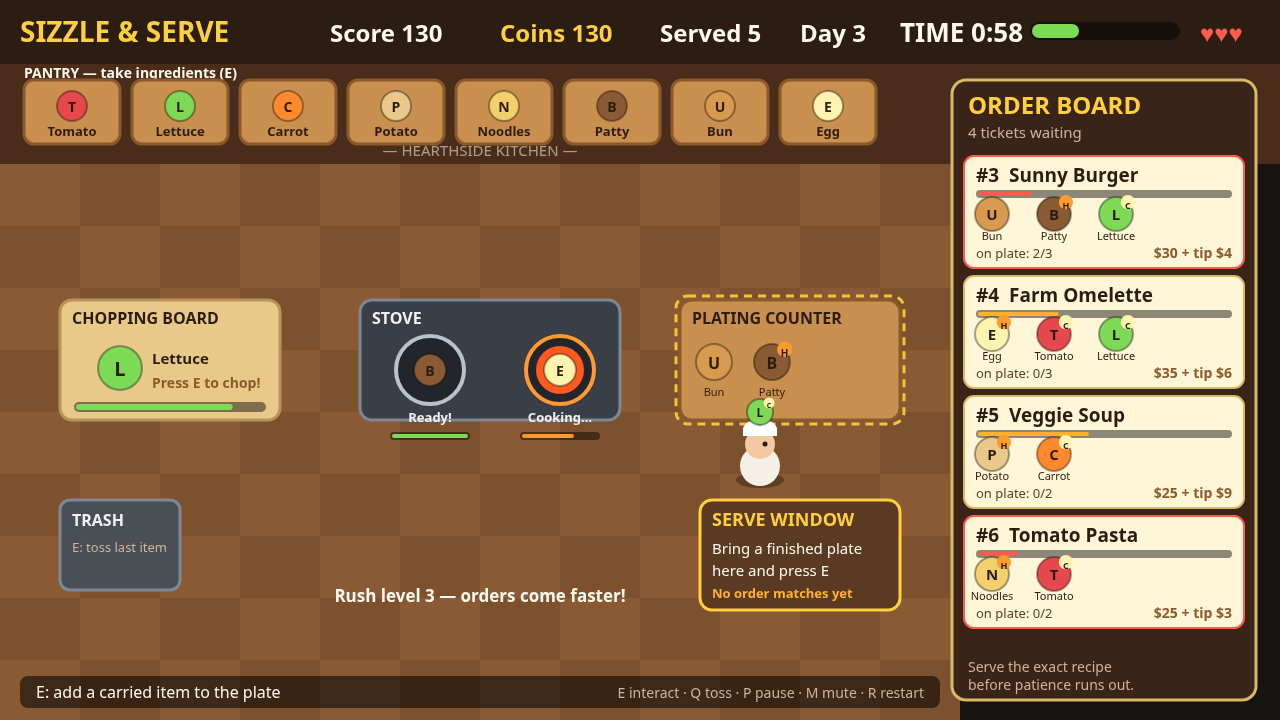 SIZZLE & SERVE
Score 130
Coins 130
Served 5
Day 3
TIME 0:58
♥♥♥
PANTRY — take ingredients (E)
T
Tomato
L
Lettuce
C
Carrot
P
Potato
N
Noodles
B
Patty
U
Bun
E
Egg
— HEARTHSIDE KITCHEN —
CHOPPING BOARD
L
Lettuce
Press E to chop!
STOVE
B
Ready!
E
Cooking...
PLATING COUNTER
U
Bun
B
H
Patty
L
C
TRASH
E: toss last item
SERVE WINDOW
Bring a finished plate
here and press E
No order matches yet
Rush level 3 — orders come faster!
E: add a carried item to the plate
E interact · Q toss · P pause · M mute · R restart
ORDER BOARD
4 tickets waiting
#3 Sunny Burger
U
B
H
L
C
Bun
Patty
Lettuce
on plate: 2/3
$30 + tip $4
#4 Farm Omelette
E
H
T
C
L
C
Egg
Tomato
Lettuce
on plate: 0/3
$35 + tip $6
#5 Veggie Soup
P
H
C
C
Potato
Carrot
on plate: 0/2
$25 + tip $9
#6 Tomato Pasta
N
H
T
C
Noodles
Tomato
on plate: 0/2
$25 + tip $3
Serve the exact recipe
before patience runs out.